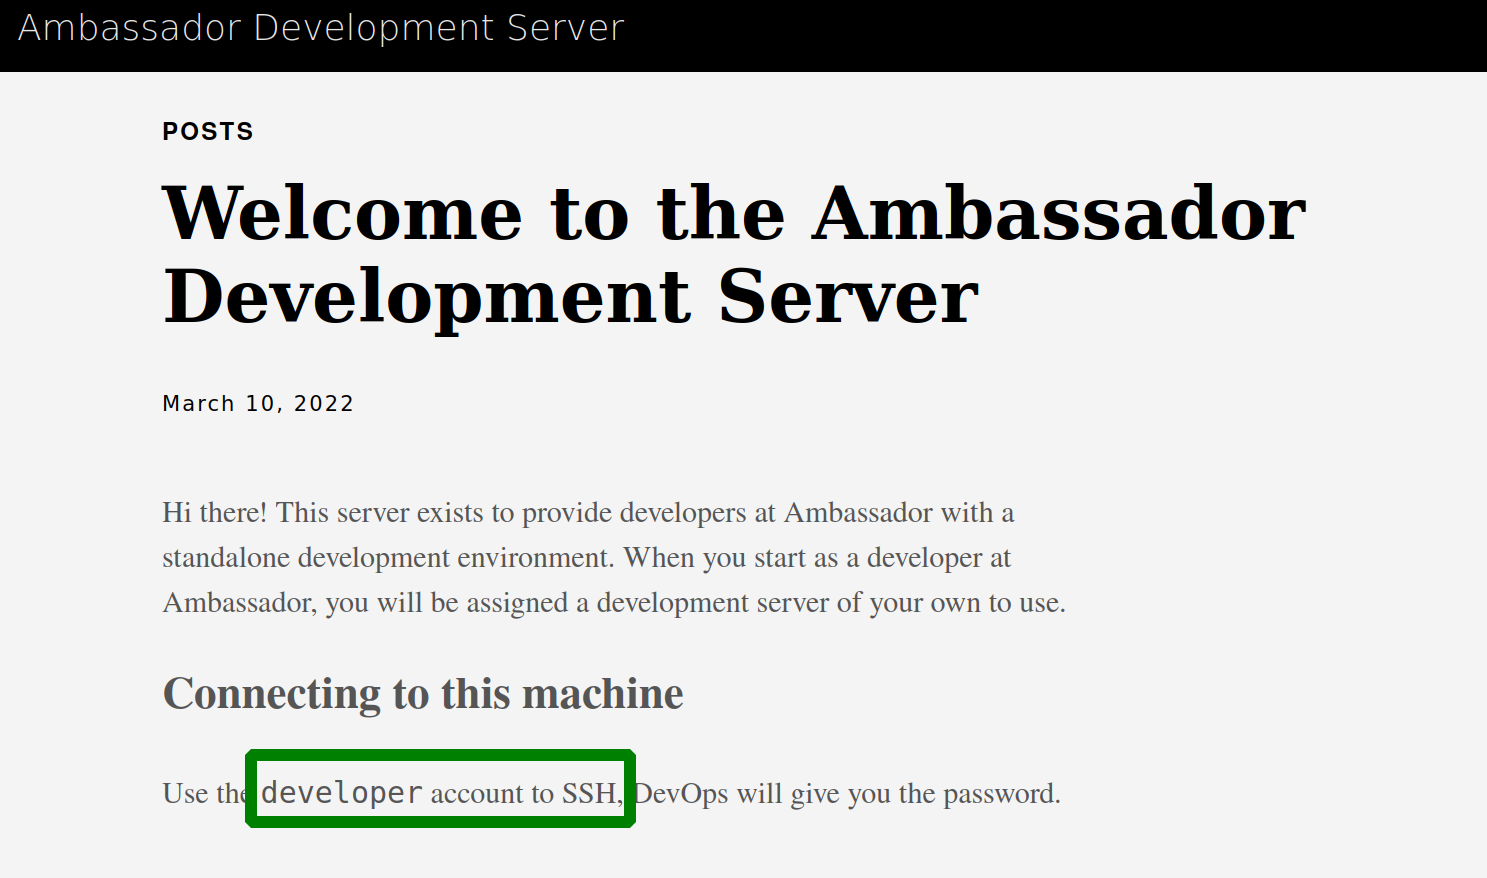 Ambassador Development Server
POSTS
Welcome to the Ambassador
Development Server
March 10, 2022
Hi there! This server exists to provide developers at Ambassador with a
standalone development environment. When you start as a developer at
Ambassador, you will be assigned a development server of your own to use.
Connecting to this machine
Use the developer account to SSH, DevOps will give you the password.